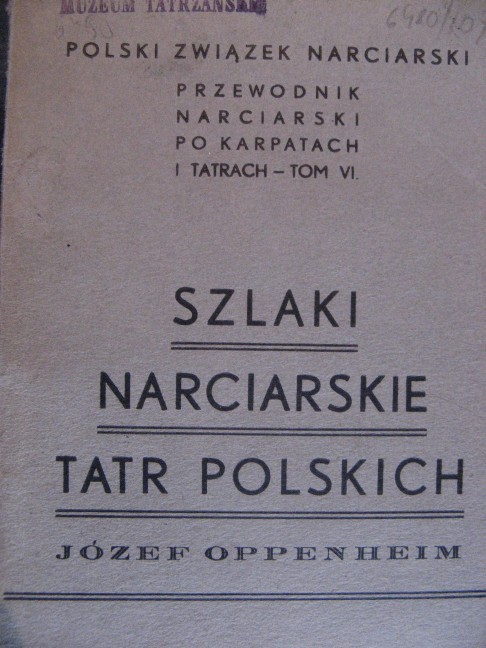 MUZEUM TATRZAŃSKIE
POLSKI ZWIĄZEK NARCIARSKI
PRZEWODNIK
NARCIARSKI
PO KARPATACH
I TATRACH – TOM VI.
SZLAKI
NARCIARSKIE
TATR POLSKICH
JÓZEF OPPENHEIM